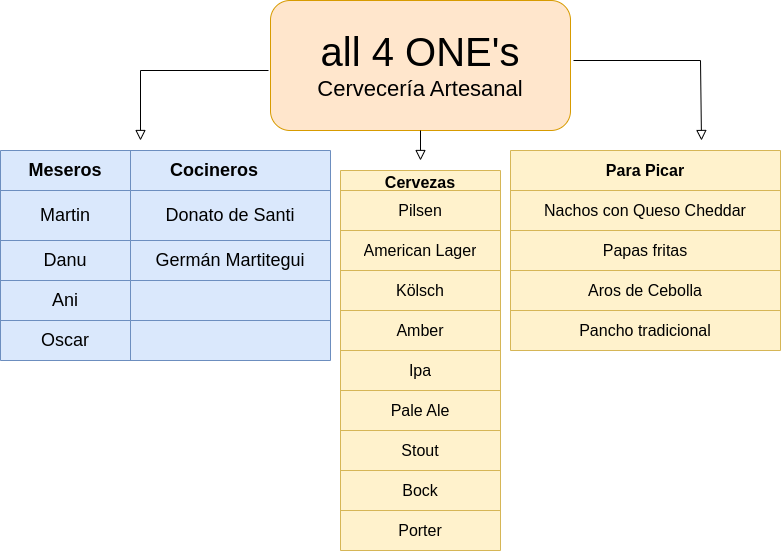 all 4 ONE's
Cervecería Artesanal
Meseros Cocineros
Martin Donato de Santi
Danu Germán Martitegui
Ani
Oscar
Cervezas
Pilsen
American Lager
Kölsch
Amber
Ipa
Pale Ale
Stout
Bock
Porter
Para Picar
Nachos con Queso Cheddar
Papas fritas
Aros de Cebolla
Pancho tradicional